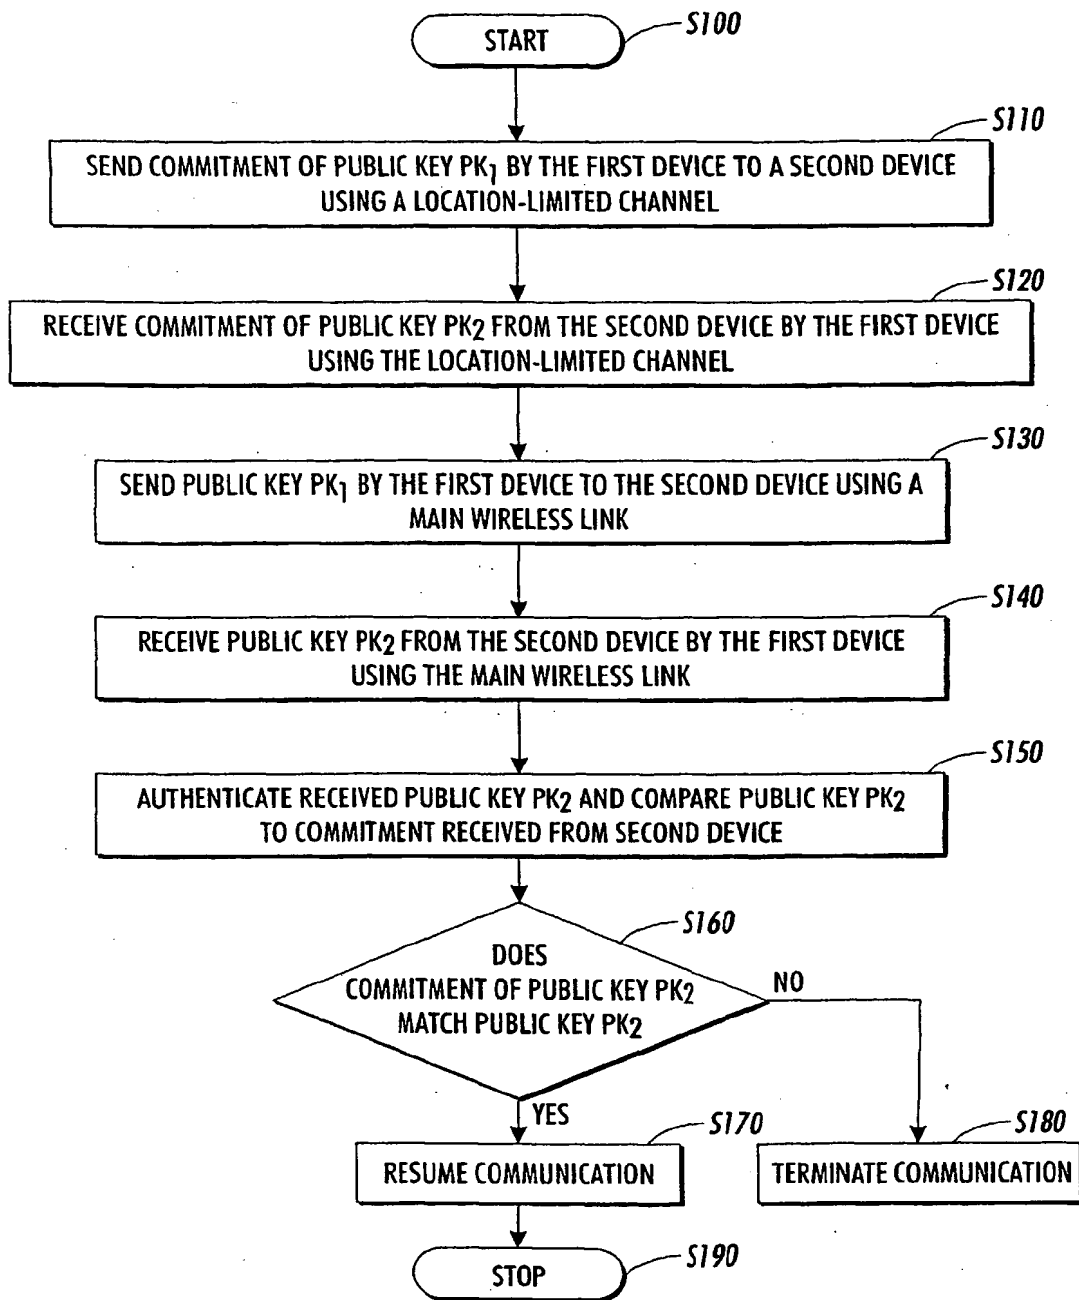 START
S100
S110
SEND COMMITMENT OF PUBLIC KEY PK1 BY THE FIRST DEVICE TO A SECOND DEVICE
USING A LOCATION-LIMITED CHANNEL
S120
RECEIVE COMMITMENT OF PUBLIC KEY PK2 FROM THE SECOND DEVICE BY THE FIRST DEVICE
USING THE LOCATION-LIMITED CHANNEL
S130
SEND PUBLIC KEY PK1 BY THE FIRST DEVICE TO THE SECOND DEVICE USING A
MAIN WIRELESS LINK
S140
RECEIVE PUBLIC KEY PK2 FROM THE SECOND DEVICE BY THE FIRST DEVICE
USING THE MAIN WIRELESS LINK
S150
AUTHENTICATE RECEIVED PUBLIC KEY PK2 AND COMPARE PUBLIC KEY PK2
TO COMMITMENT RECEIVED FROM SECOND DEVICE
S160
DOES
COMMITMENT OF PUBLIC KEY PK2
MATCH PUBLIC KEY PK2
NO
YES
S170
RESUME COMMUNICATION
S180
TERMINATE COMMUNICATION
STOP
S190